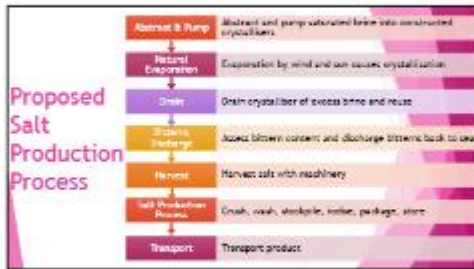 Proposed
Salt
Production
Process
Abstract & Pump
Abstract and pump saturated brine into constructed
crystallisers
Natural
Evaporation
Evaporation by wind and sun causes crystallisation
Drain
Drain crystalliser of excess brine and reuse
Bitterns
Discharge
Assess bittern content and discharge bitterns back to sea
Harvest
Harvest salt with machinery
Salt Production
Process
Crush, wash, stockpile, iodise, package, store
Transport
Transport product